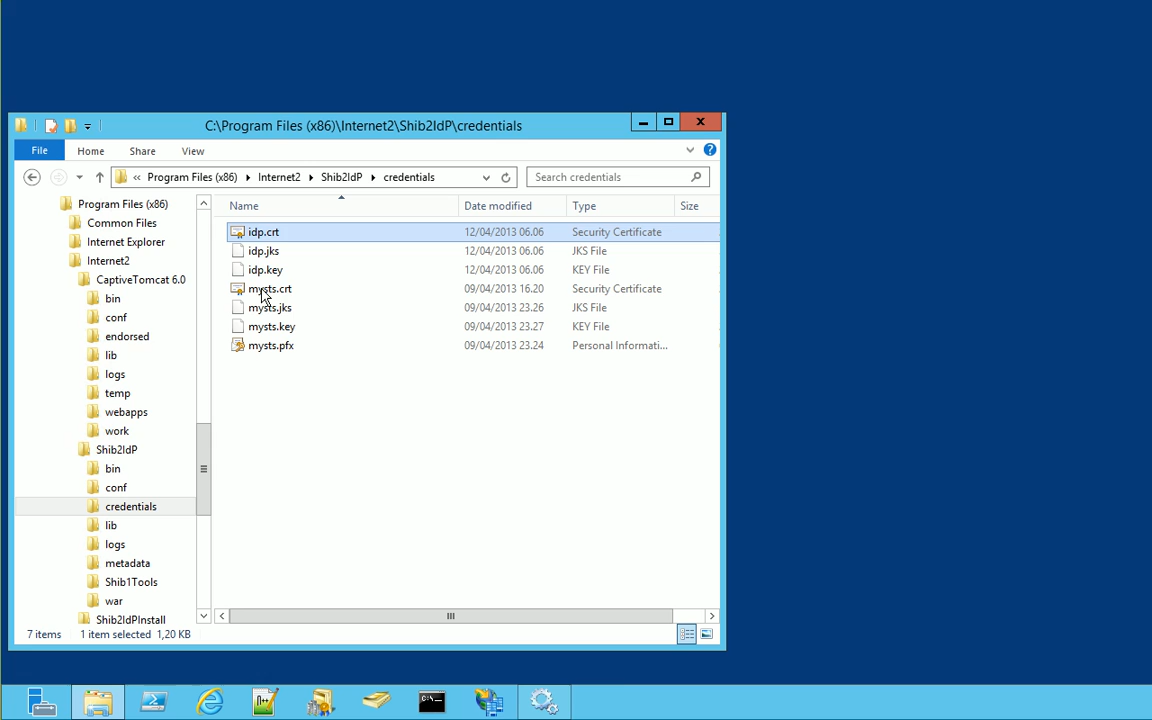 C:\Program Files (x86)\Internet2\Shib2IdP\credentials
File Home Share View
« Program Files (x86) Internet2 Shib2IdP credentials Search credentials
Program Files (x86)
Common Files
Internet Explorer
Internet2
CaptiveTomcat 6.0
bin
conf
endorsed
lib
logs
temp
webapps
work
Shib2IdP
bin
conf
credentials
lib
logs
metadata
Shib1Tools
war
Shib2IdPInstall
Name Date modified Type Size
idp.crt 12/04/2013 06.06 Security Certificate
idp.jks 12/04/2013 06.06 JKS File
idp.key 12/04/2013 06.06 KEY File
mysts.crt 09/04/2013 16.20 Security Certificate
mysts.jks 09/04/2013 23.26 JKS File
mysts.key 09/04/2013 23.27 KEY File
mysts.pfx 09/04/2013 23.24 Personal Informati...
7 items 1 item selected 1,20 KB